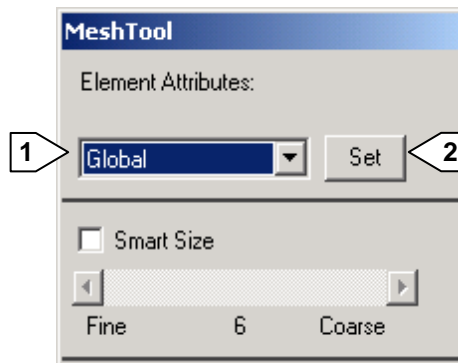 MeshTool
Element Attributes:
1 Global Set 2
Smart Size
Fine 6 Coarse